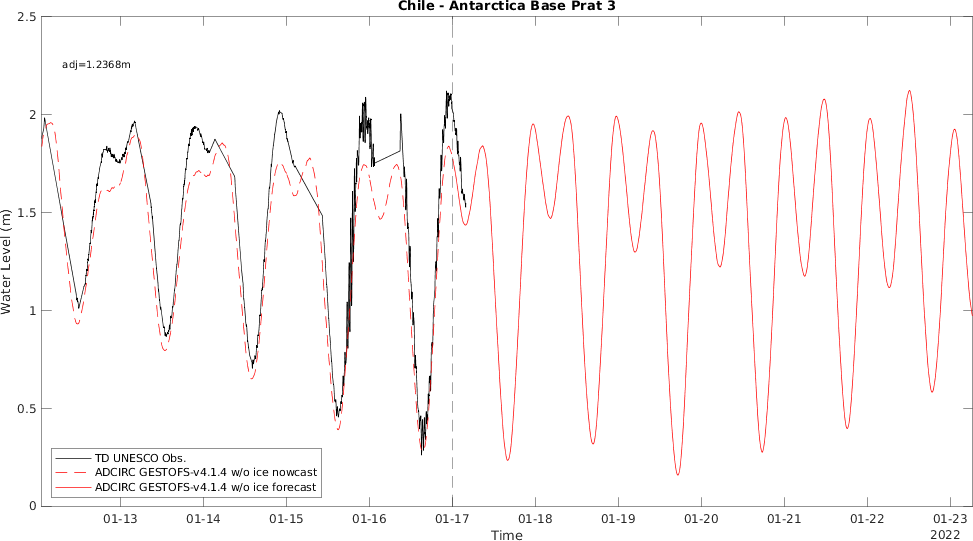 Chile - Antarctica Base Prat 3
2.5
2
1.5
1
0.5
0
Water Level (m)
adj=1.2368m
TD UNESCO Obs.
ADCIRC GESTOFS-v4.1.4 w/o ice nowcast
ADCIRC GESTOFS-v4.1.4 w/o ice forecast
01-13 01-14 01-15 01-16 01-17 01-18 01-19 01-20 01-21 01-22 01-23
Time
2022